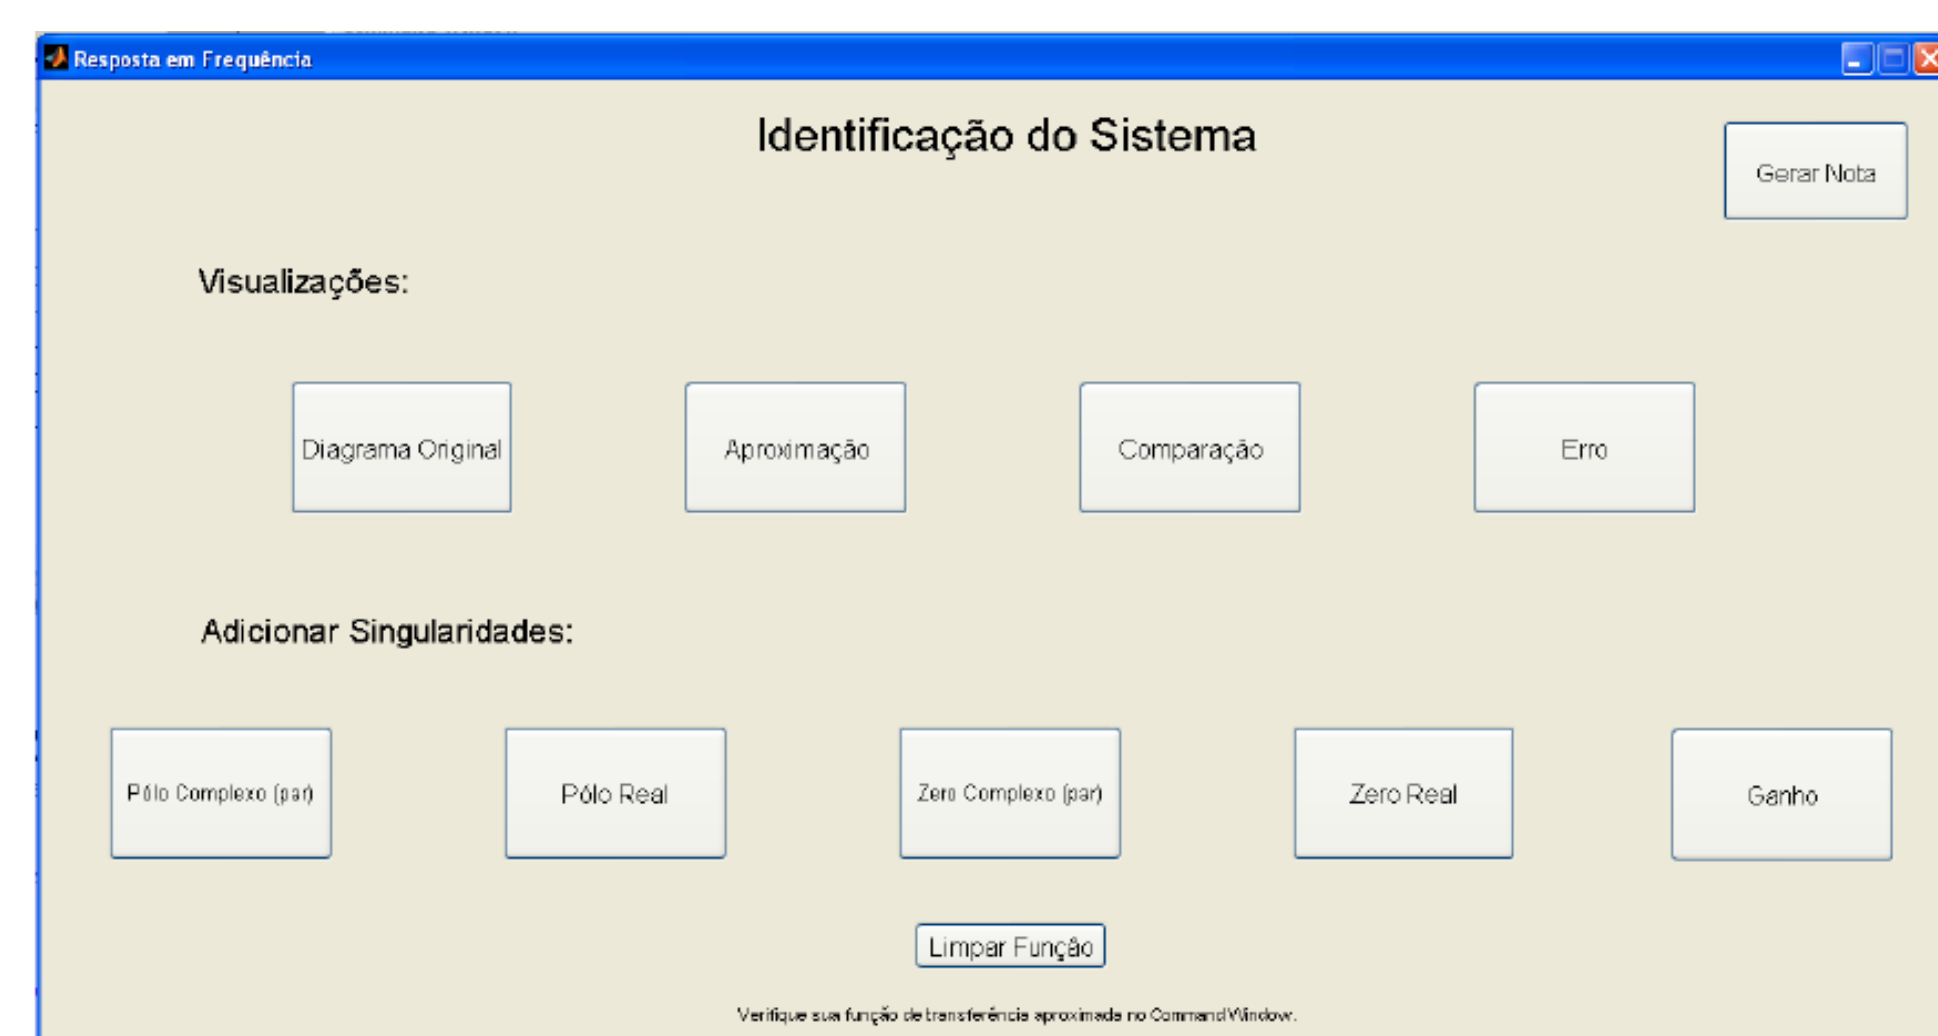 Resposta em Frequência
Identificação do Sistema
Gerar Nota
Visualizações:
Diagrama Original
Aproximação
Comparação
Erro
Adicionar Singularidades:
Pólo Complexo (par)
Pólo Real
Zero Complexo (par)
Zero Real
Ganho
Limpar Função
Verifique sua função de transferência aproximada no Command Window.